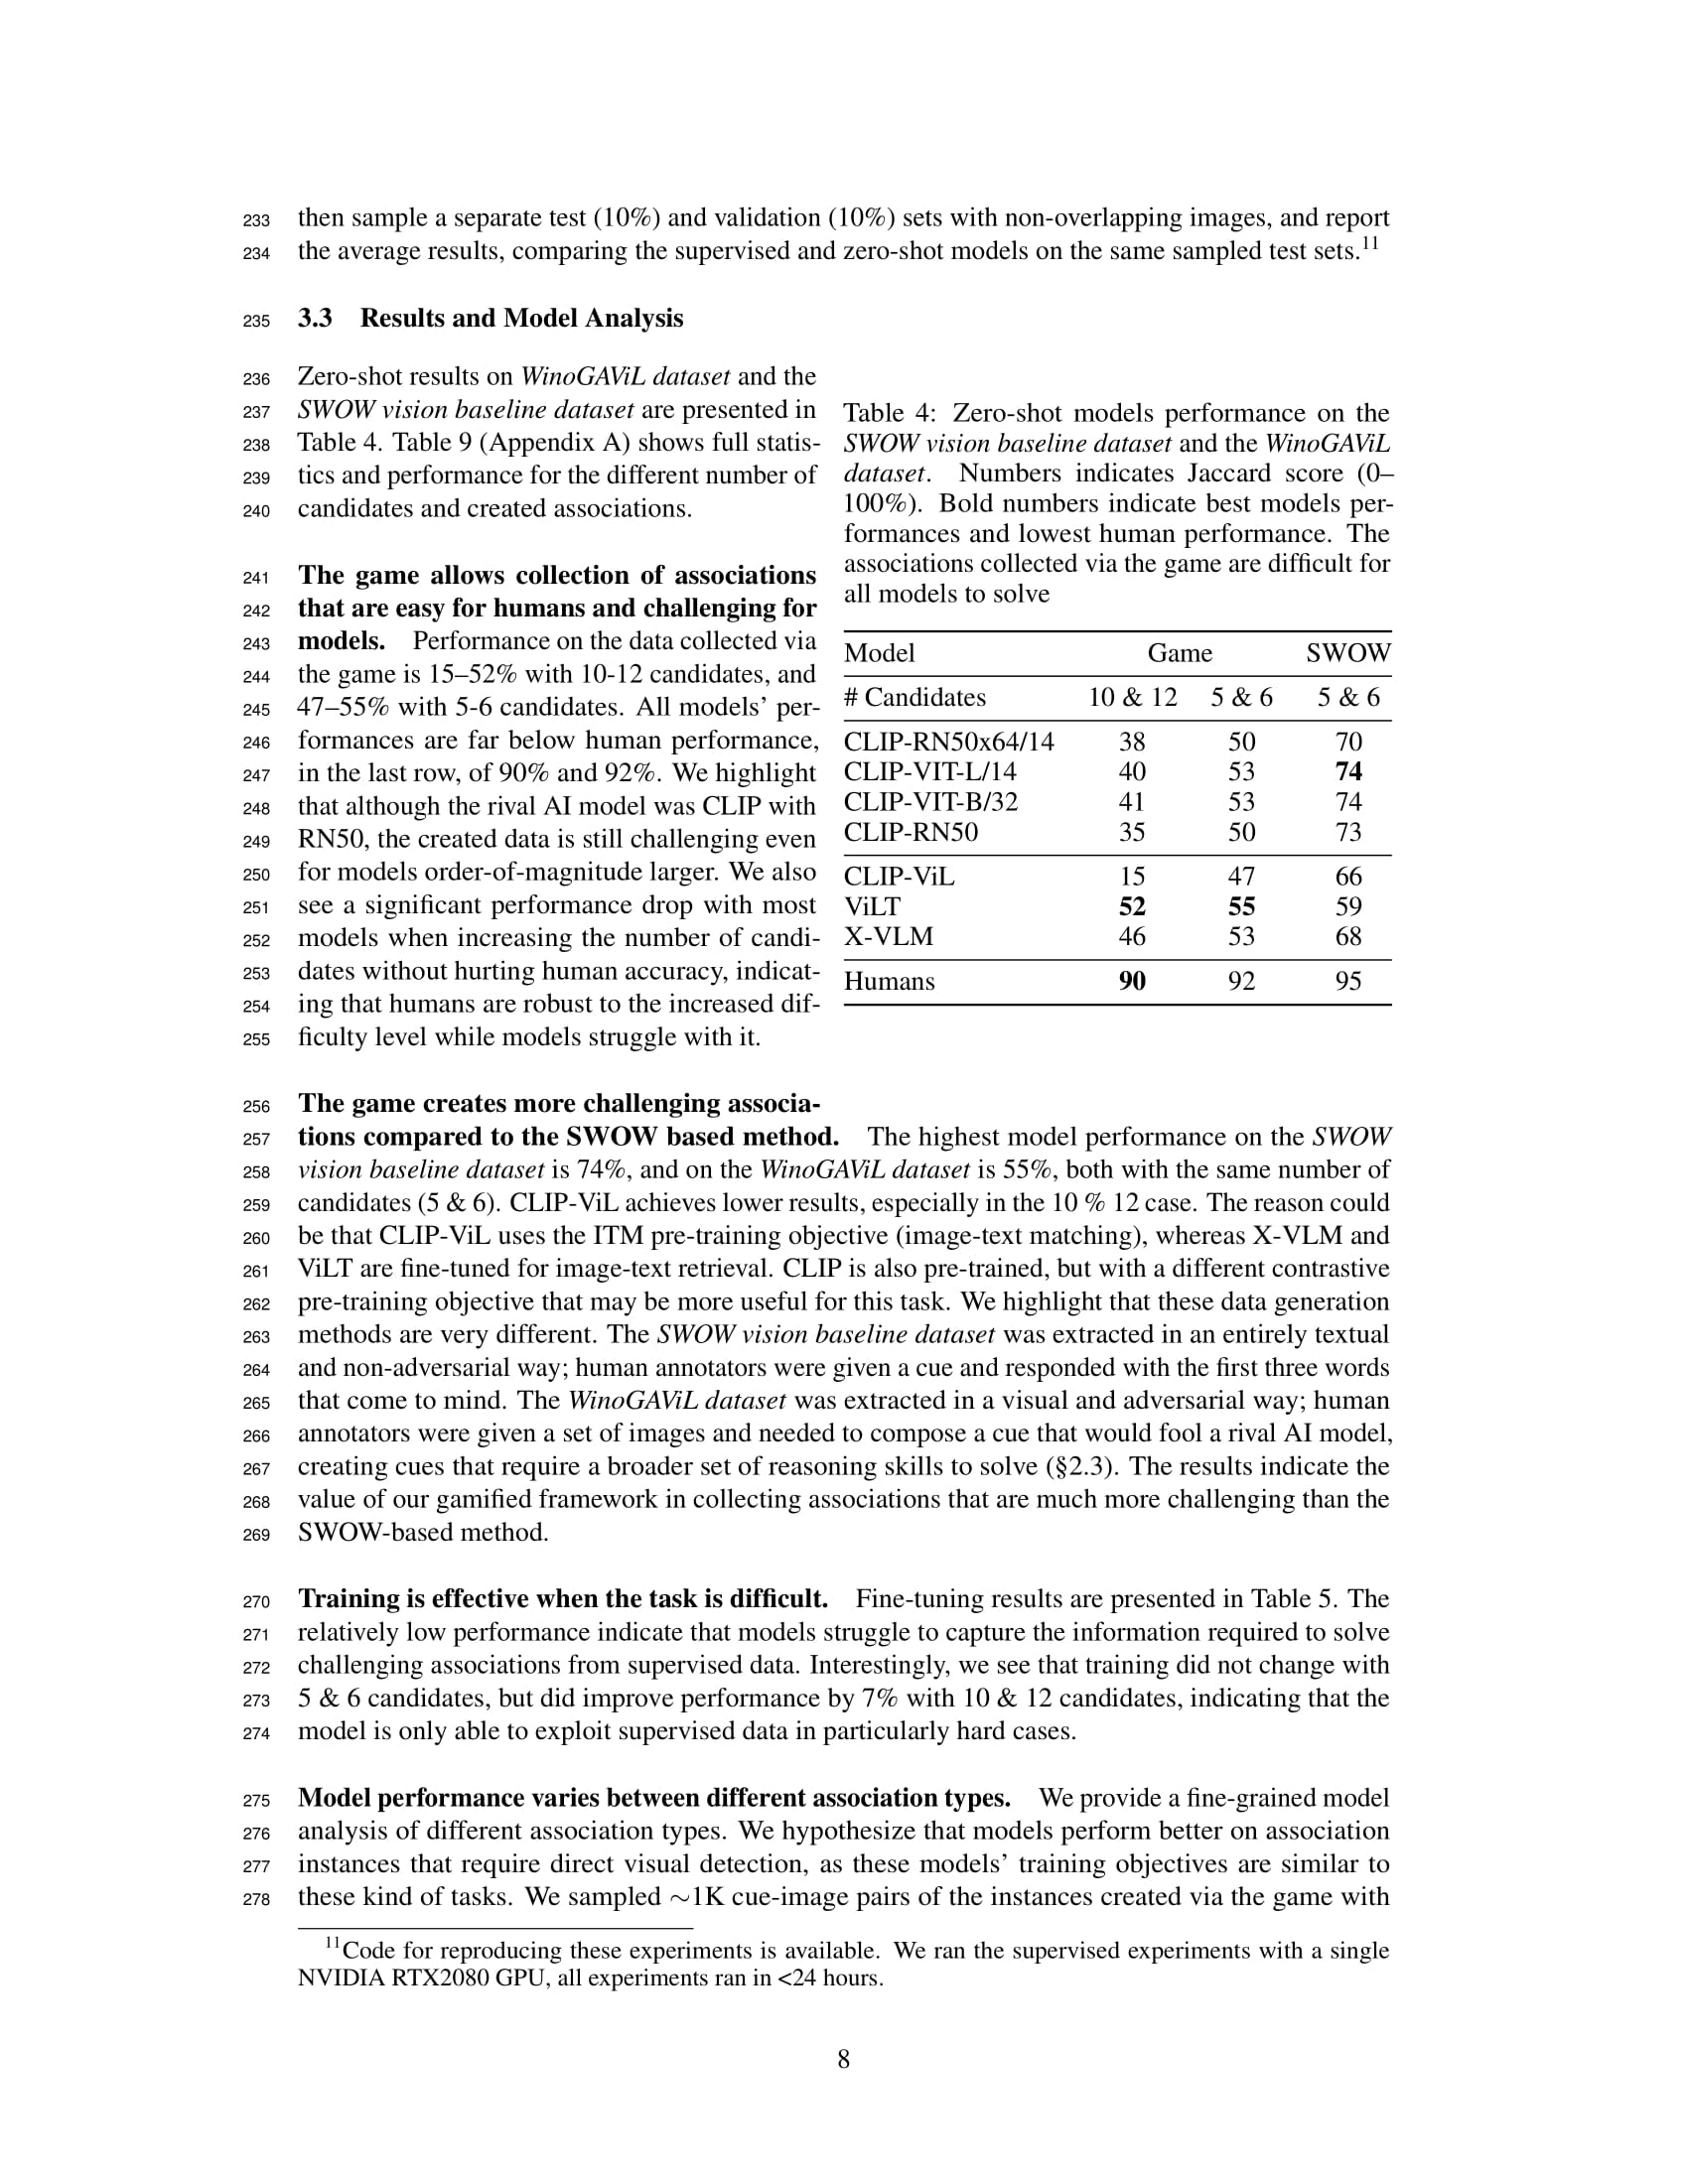 233 then sample a separate test (10%) and validation (10%) sets with non-overlapping images, and report
234 the average results, comparing the supervised and zero-shot models on the same sampled test sets.11
235 3.3 Results and Model Analysis
236 Zero-shot results on WinoGAViL dataset and the
237 SWOW vision baseline dataset are presented in
238 Table 4. Table 9 (Appendix A) shows full statis-
239 tics and performance for the different number of
240 candidates and created associations.
241 The game allows collection of associations
242 that are easy for humans and challenging for
243 models. Performance on the data collected via
244 the game is 15–52% with 10-12 candidates, and
245 47–55% with 5-6 candidates. All models' per-
246 formances are far below human performance,
247 in the last row, of 90% and 92%. We highlight
248 that although the rival AI model was CLIP with
249 RN50, the created data is still challenging even
250 for models order-of-magnitude larger. We also
251 see a significant performance drop with most
252 models when increasing the number of candi-
253 dates without hurting human accuracy, indicat-
254 ing that humans are robust to the increased dif-
255 ficulty level while models struggle with it.
Table 4: Zero-shot models performance on the
SWOW vision baseline dataset and the WinoGAViL
dataset. Numbers indicates Jaccard score (0–
100%). Bold numbers indicate best models per-
formances and lowest human performance. The
associations collected via the game are difficult for
all models to solve
Model Game SWOW
# Candidates 10 & 12 5 & 6 5 & 6
CLIP-RN50x64/14 38 50 70
CLIP-VIT-L/14 40 53 74
CLIP-VIT-B/32 41 53 74
CLIP-RN50 35 50 73
CLIP-ViL 15 47 66
ViLT 52 55 59
X-VLM 46 53 68
Humans 90 92 95
256 The game creates more challenging associa-
257 tions compared to the SWOW based method. The highest model performance on the SWOW
258 vision baseline dataset is 74%, and on the WinoGAViL dataset is 55%, both with the same number of
259 candidates (5 & 6). CLIP-ViL achieves lower results, especially in the 10 % 12 case. The reason could
260 be that CLIP-ViL uses the ITM pre-training objective (image-text matching), whereas X-VLM and
261 ViLT are fine-tuned for image-text retrieval. CLIP is also pre-trained, but with a different contrastive
262 pre-training objective that may be more useful for this task. We highlight that these data generation
263 methods are very different. The SWOW vision baseline dataset was extracted in an entirely textual
264 and non-adversarial way; human annotators were given a cue and responded with the first three words
265 that come to mind. The WinoGAViL dataset was extracted in a visual and adversarial way; human
266 annotators were given a set of images and needed to compose a cue that would fool a rival AI model,
267 creating cues that require a broader set of reasoning skills to solve (§2.3). The results indicate the
268 value of our gamified framework in collecting associations that are much more challenging than the
269 SWOW-based method.
270 Training is effective when the task is difficult. Fine-tuning results are presented in Table 5. The
271 relatively low performance indicate that models struggle to capture the information required to solve
272 challenging associations from supervised data. Interestingly, we see that training did not change with
273 5 & 6 candidates, but did improve performance by 7% with 10 & 12 candidates, indicating that the
274 model is only able to exploit supervised data in particularly hard cases.
275 Model performance varies between different association types. We provide a fine-grained model
276 analysis of different association types. We hypothesize that models perform better on association
277 instances that require direct visual detection, as these models' training objectives are similar to
278 these kind of tasks. We sampled ∼1K cue-image pairs of the instances created via the game with
11Code for reproducing these experiments is available. We ran the supervised experiments with a single
NVIDIA RTX2080 GPU, all experiments ran in <24 hours.
8